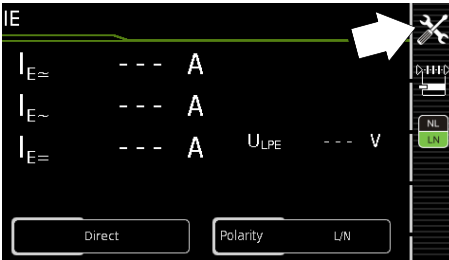 IE
IE≃ --- A
IE~ --- A
IE= --- A
ULPE --- V
NL
LN
Direct
Polarity L/N